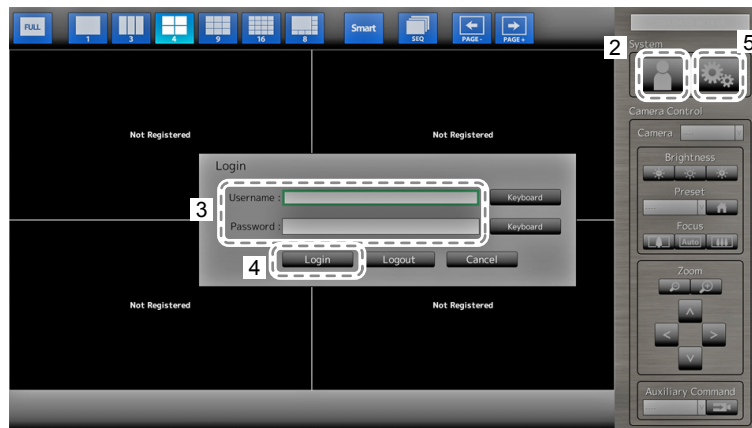 FULL
1
3
4
9
16
8
Smart
SEQ
PAGE -
PAGE +
System
2
5
Camera Control
Camera
Brightness
Preset
Focus
Auto
Zoom
Auxiliary Command
Not Registered
Not Registered
Login
3
Username :
Keyboard
Password :
Keyboard
4
Login
Logout
Cancel
Not Registered
Not Registered